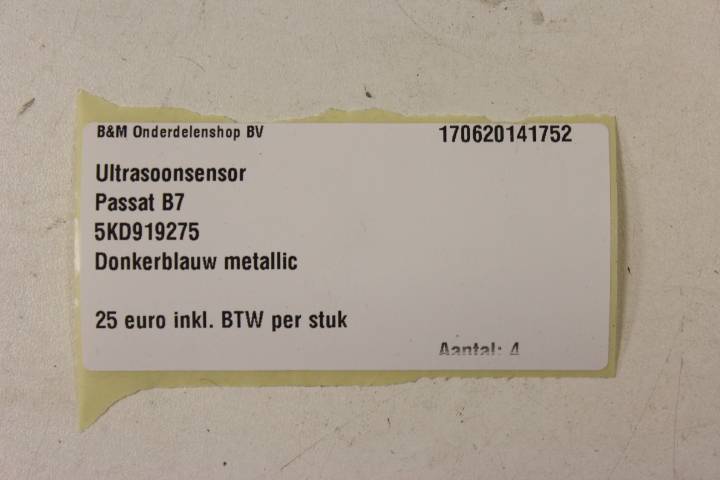 B&M Onderdelenshop BV 170620141752
Ultrasoonsensor
Passat B7
5KD919275
Donkerblauw metallic
25 euro inkl. BTW per stuk
Aantal: 4